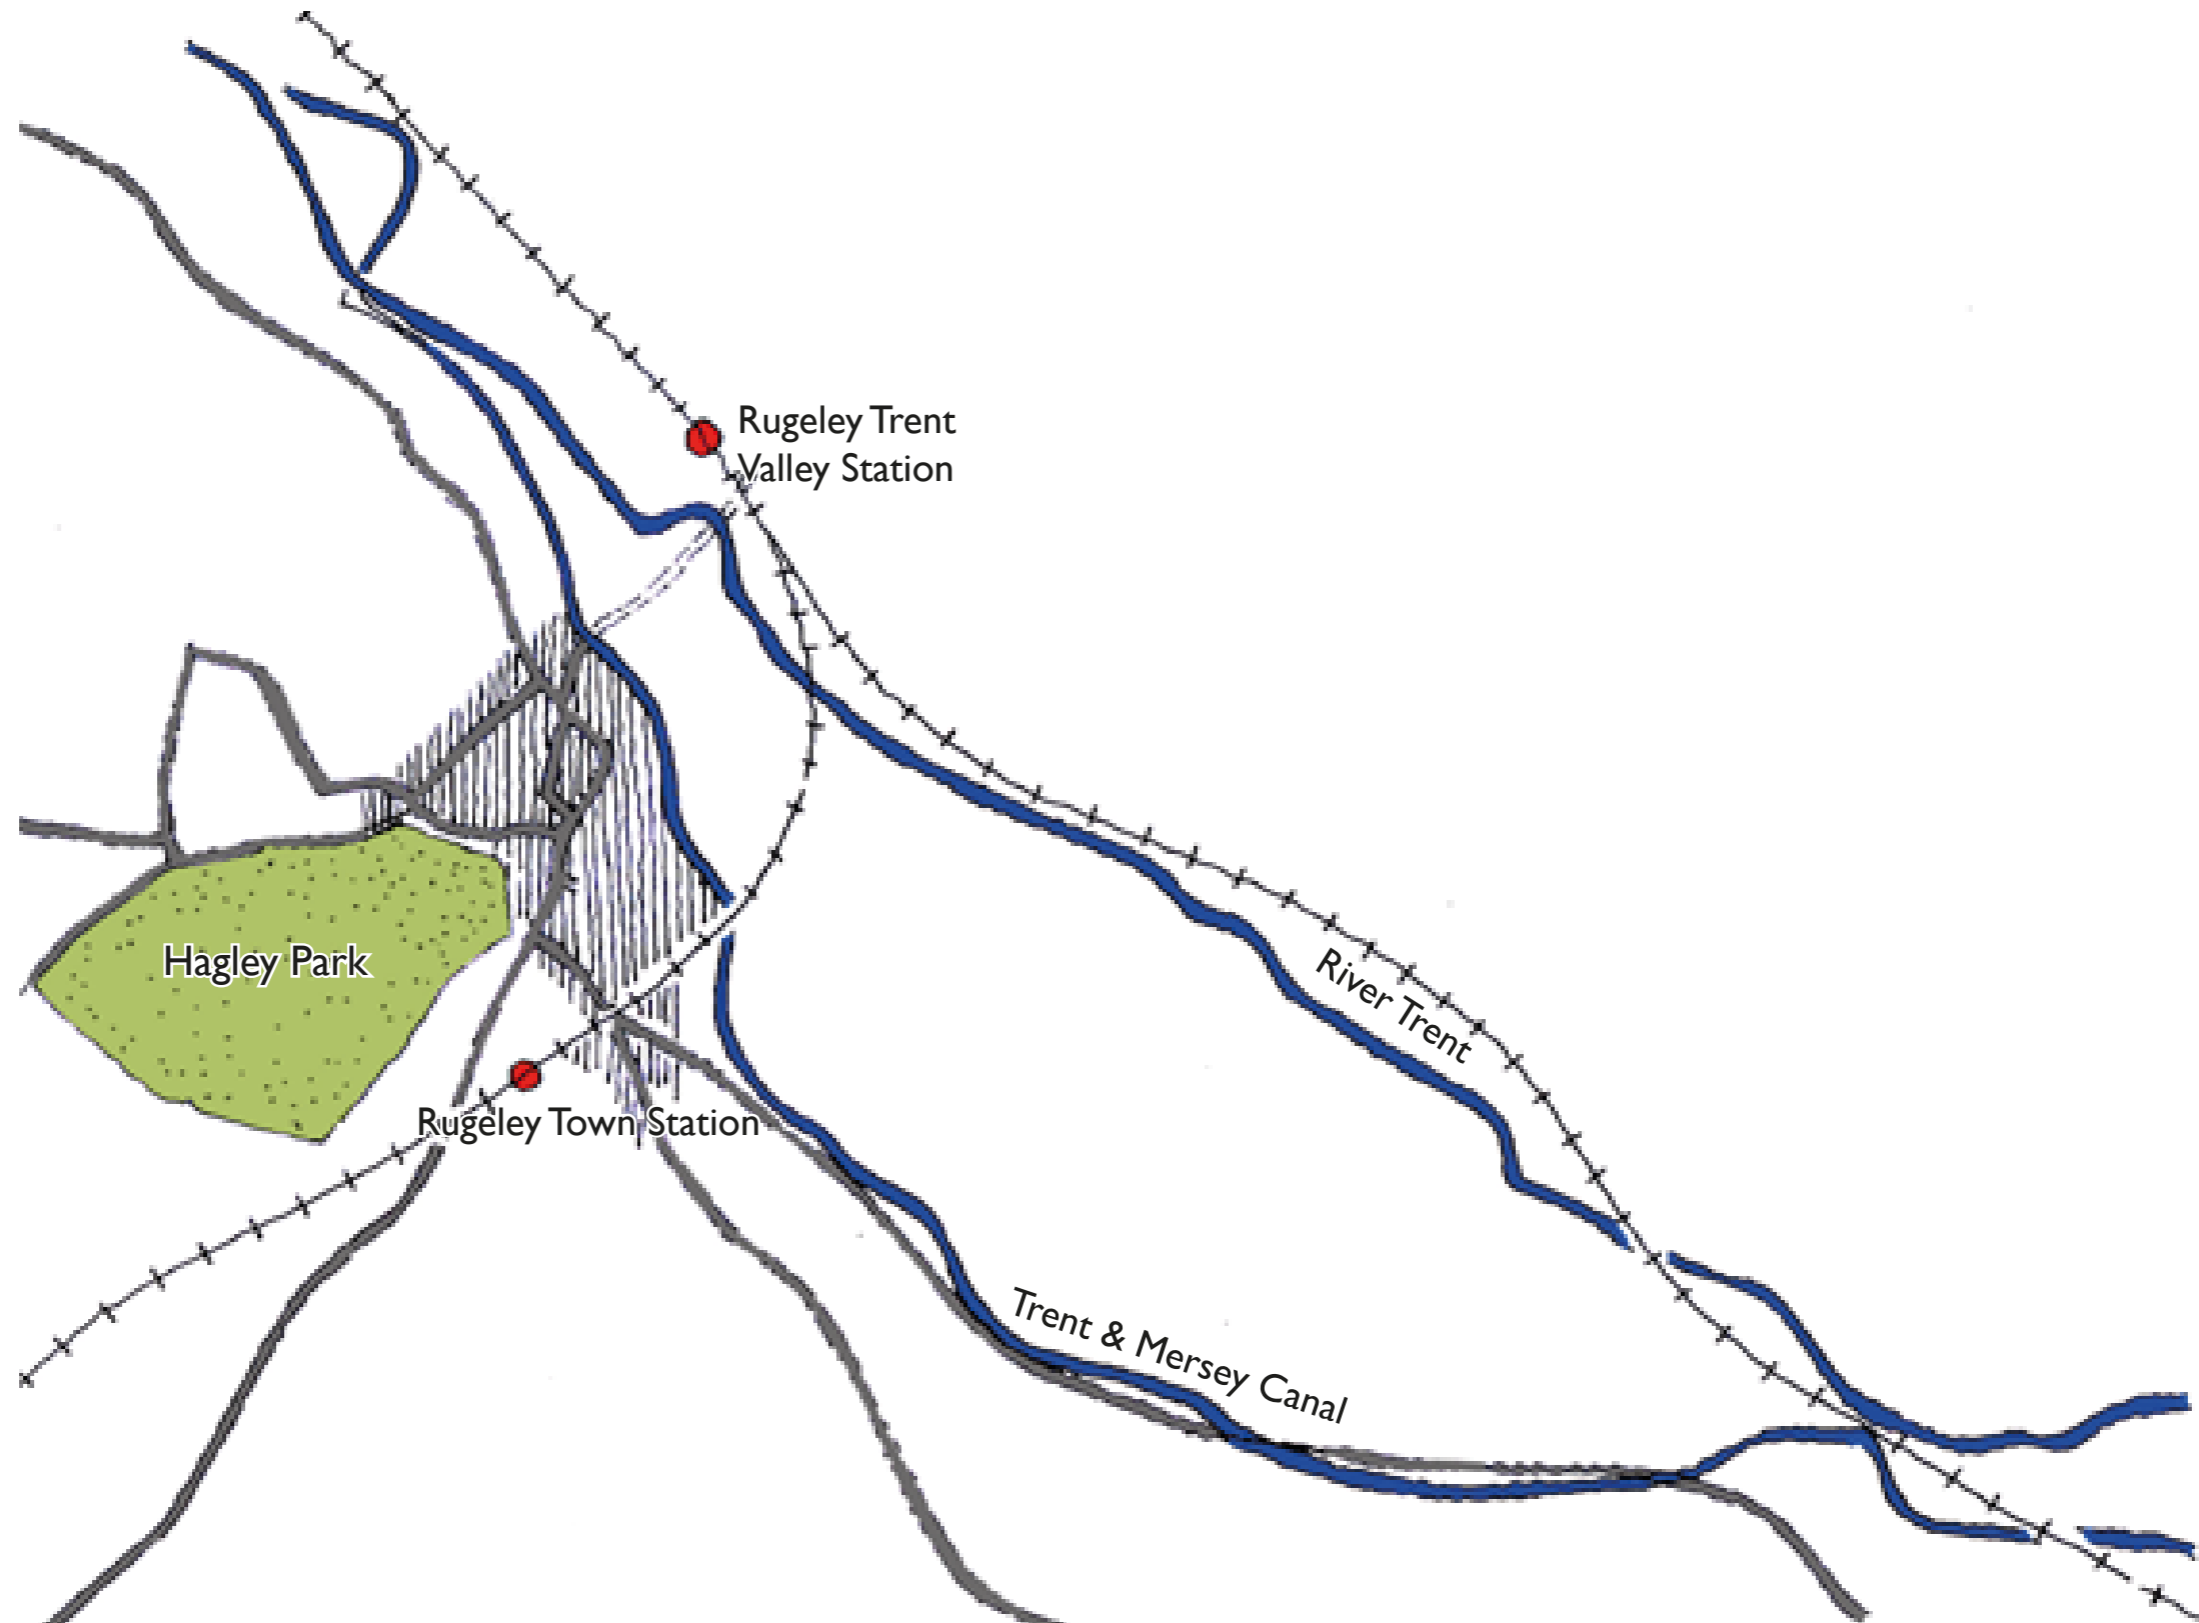 Rugeley Trent
Valley Station
Hagley Park
River Trent
Rugeley Town Station
Trent & Mersey Canal